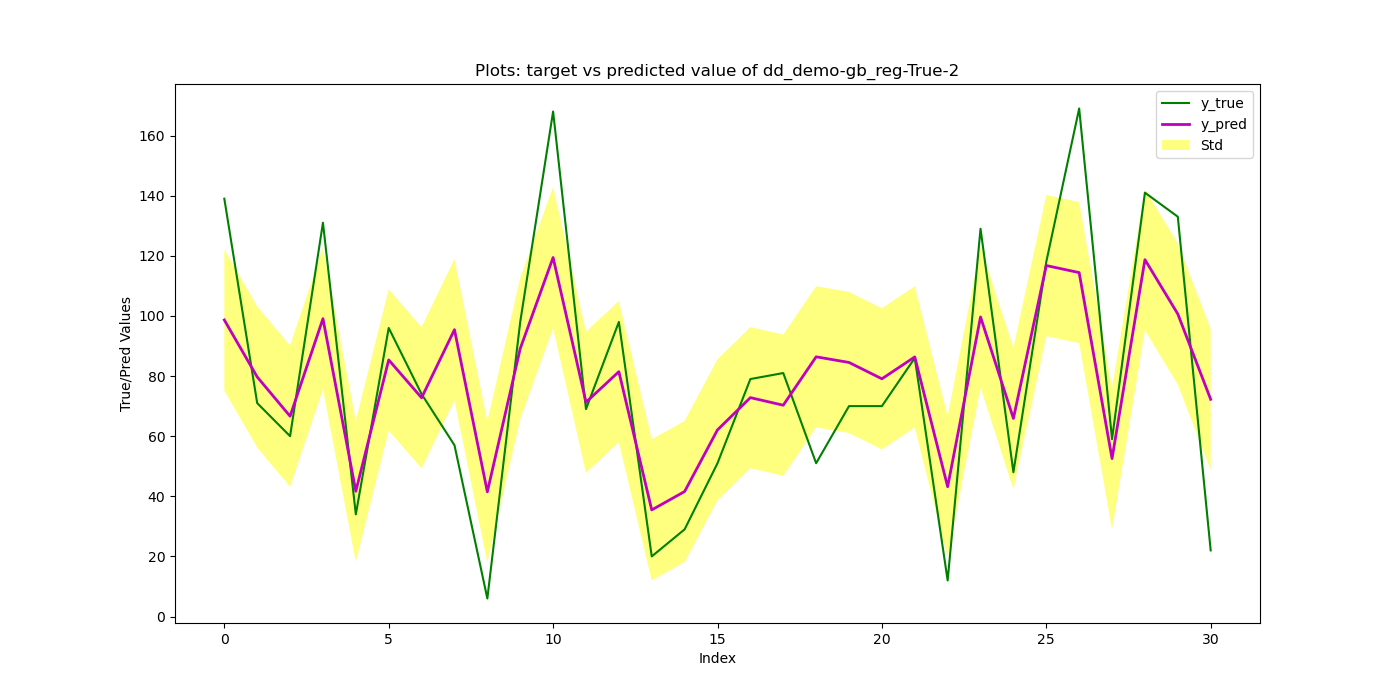 Plots: target vs predicted value of dd_demo-gb_reg-True-2
y_true
y_pred
Std
True/Pred Values
160
140
120
100
80
60
40
20
0
0 5 10 15 20 25 30
Index